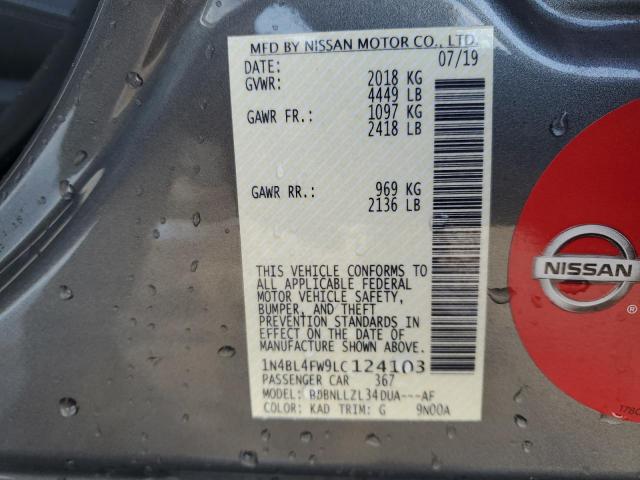 MFD BY NISSAN MOTOR CO., LTD.
DATE: 07/19
GVWR: 2018 KG
4449 LB
GAWR FR.: 1097 KG
2418 LB
GAWR RR.: 969 KG
2136 LB
THIS VEHICLE CONFORMS TO
ALL APPLICABLE FEDERAL
MOTOR VEHICLE SAFETY,
BUMPER, AND THEFT
PREVENTION STANDARDS IN
EFFECT ON THE DATE OF
MANUFACTURE SHOWN ABOVE.
1N4BL4FW9LC124103
PASSENGER CAR 367
MODEL: BDBNLLZL34DUA---AF
COLOR: KAD TRIM: G 9N00A
NISSAN
®